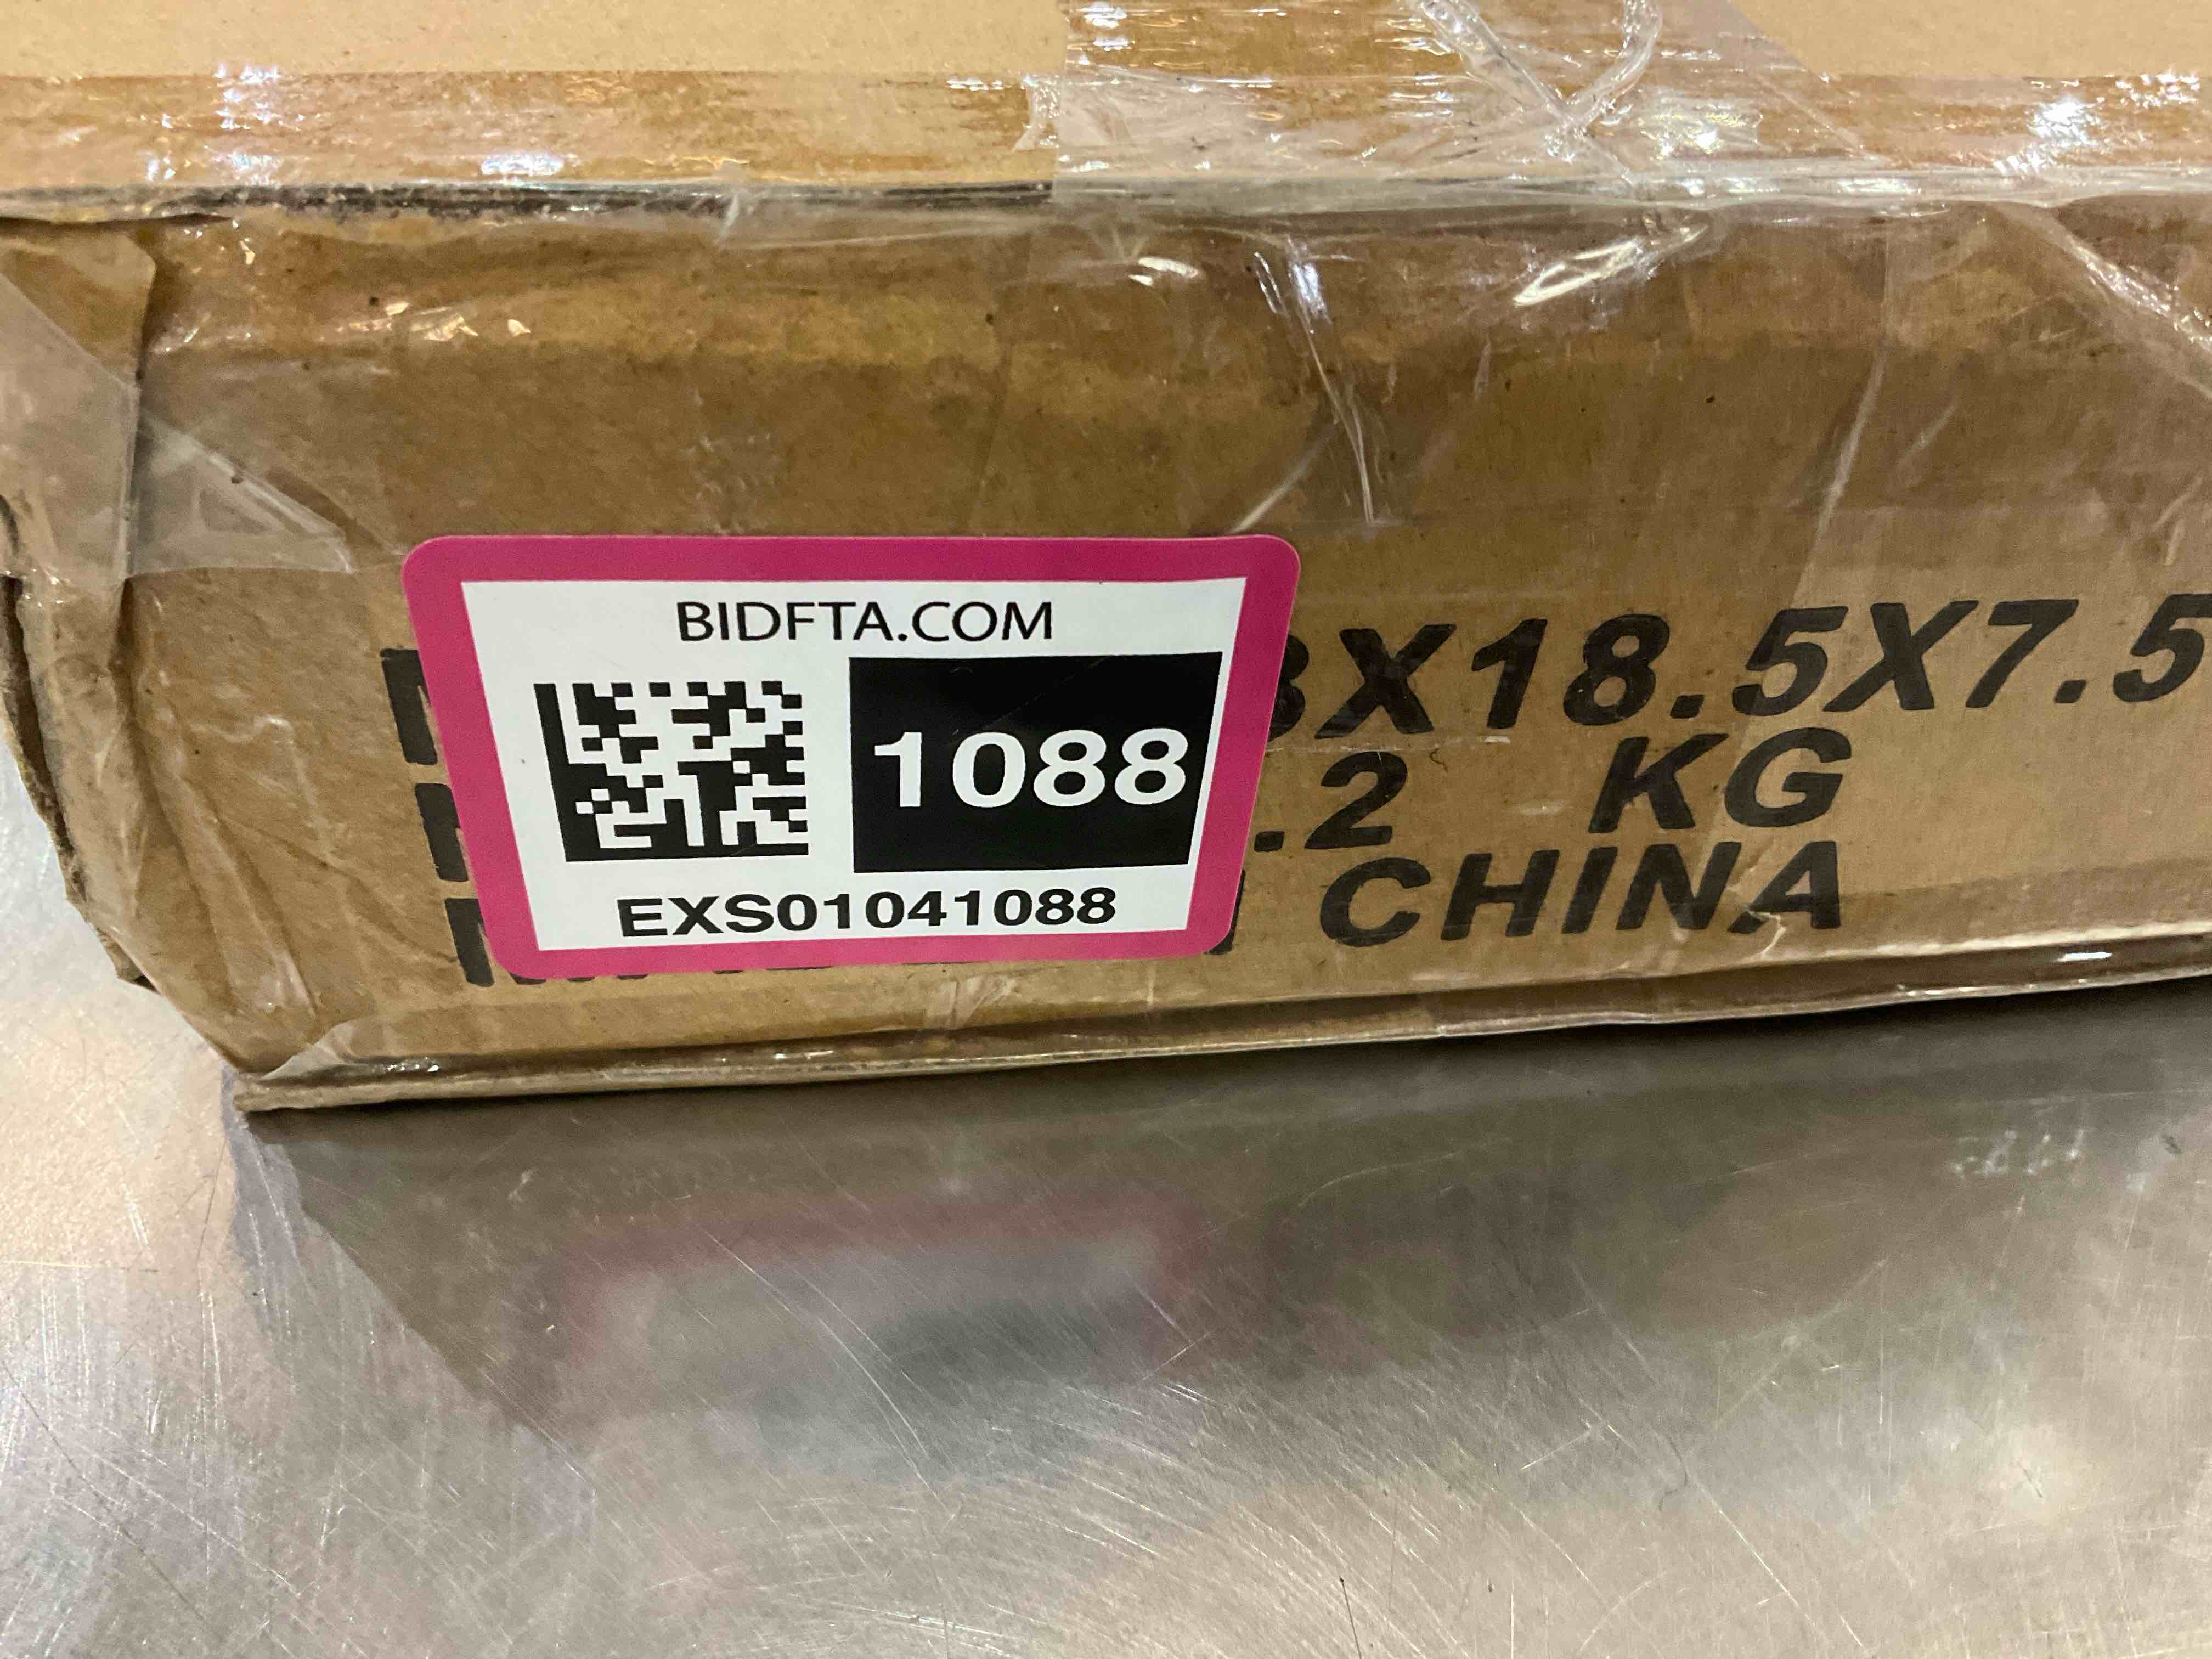 BIDFTA.COM
1088
EXS01041088
X18.5X7.5
.2 KG
CHINA